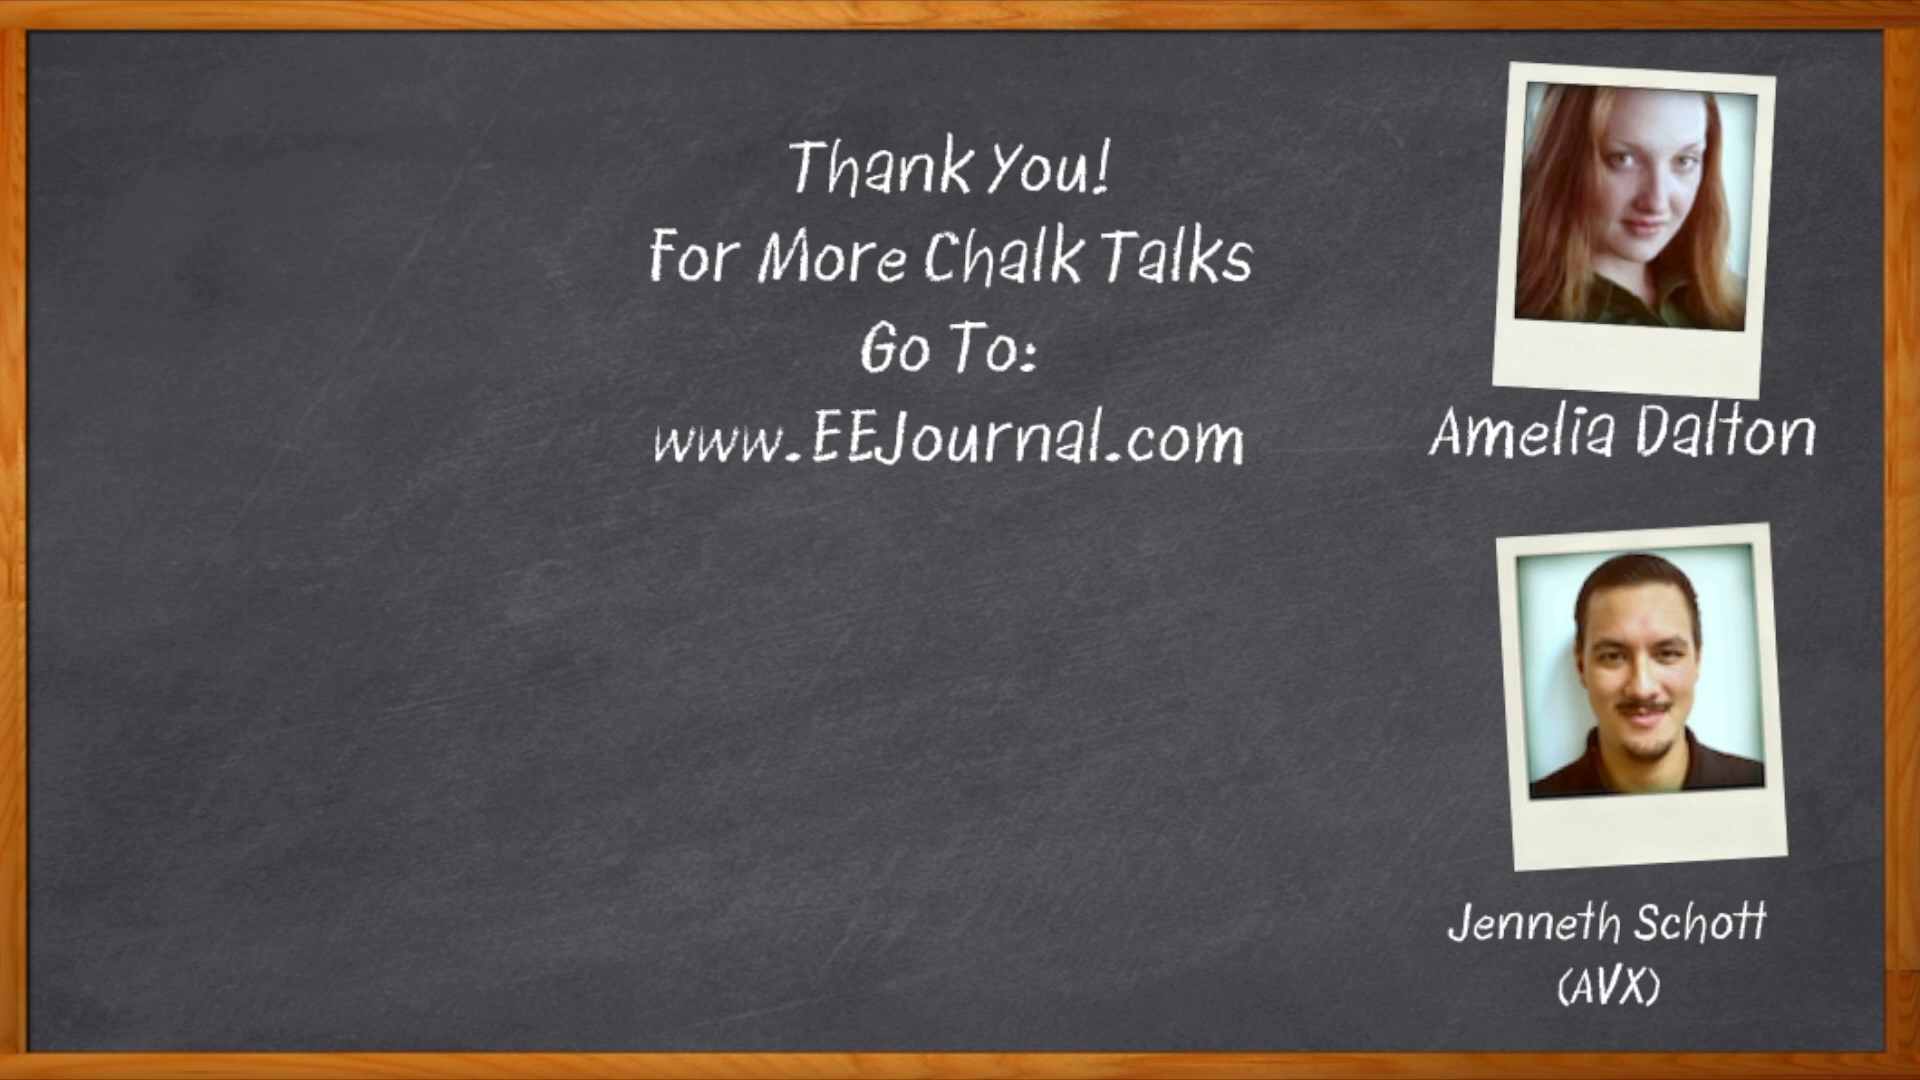 Thank You!
For More Chalk Talks
Go To:
www.EEJournal.com
Amelia Dalton
Jenneth Schott
(AVX)